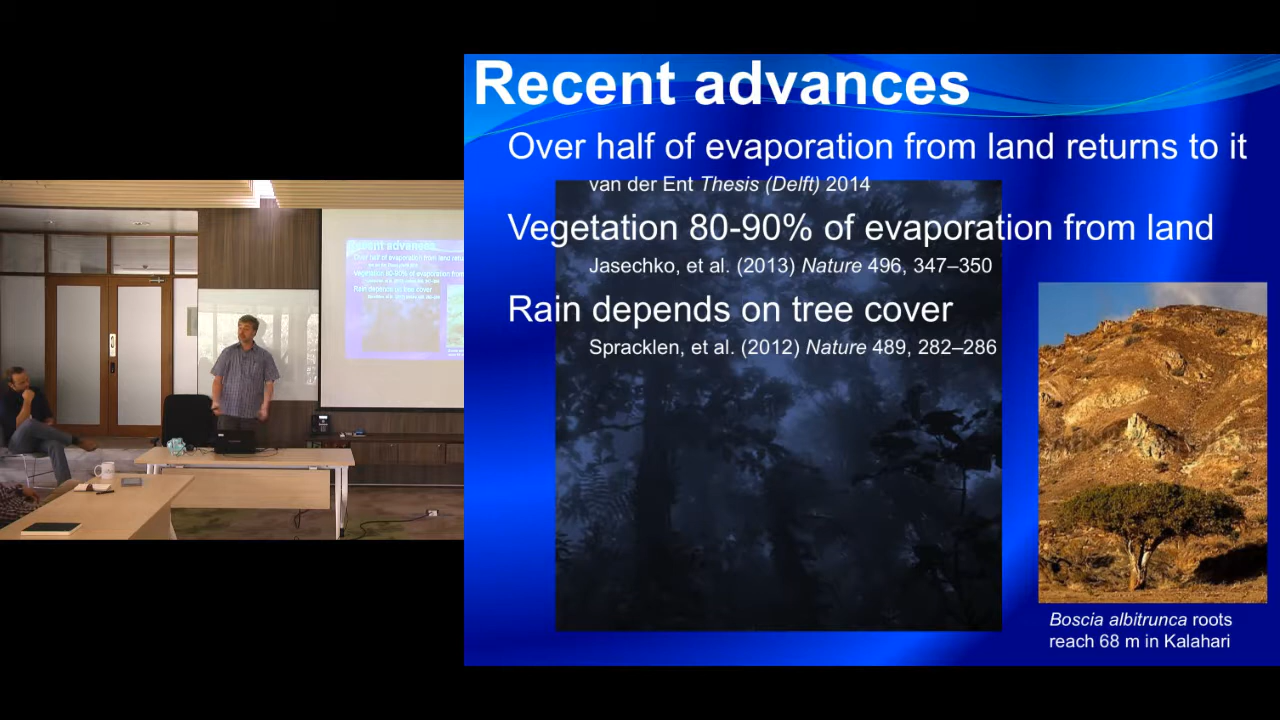 Recent advances
Over half of evaporation from land returns to it
van der Ent Thesis (Delft) 2014
Vegetation 80-90% of evaporation from land
Jasechko, et al. (2013) Nature 496, 347–350
Rain depends on tree cover
Spracklen, et al. (2012) Nature 489, 282–286
Boscia albitrunca roots
reach 68 m in Kalahari